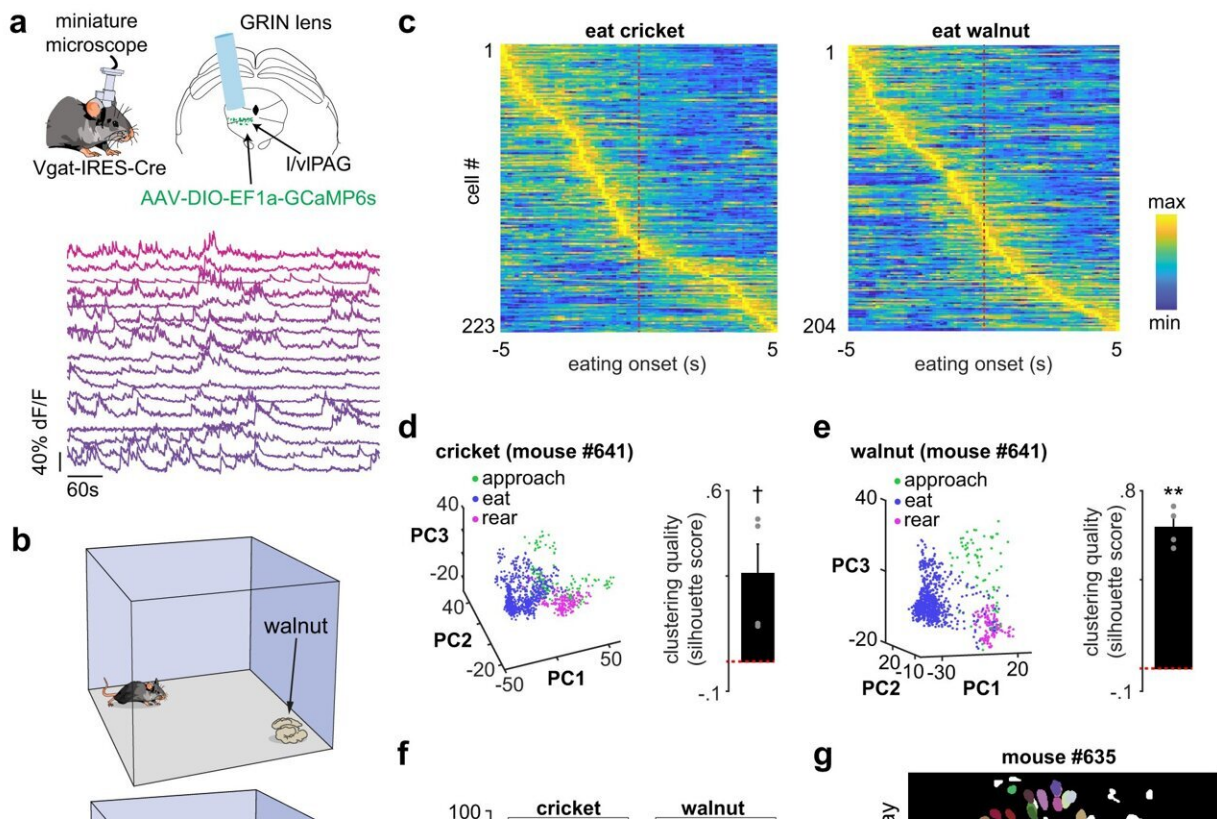 a
miniature
microscope
GRIN lens
l/vlPAG
Vgat-IRES-Cre
AAV-DIO-EF1a-GCaMP6s
40% dF/F
60s
b
walnut
c
eat cricket
eat walnut
1
1
cell #
223
204
-5
5
-5
5
eating onset (s)
eating onset (s)
max
min
d
cricket (mouse #641)
approach
eat
rear
40
PC3
-20
40
PC2
-20
-50
PC1
50
.6
†
clustering quality
(silhouette score)
-.1
e
walnut (mouse #641)
approach
eat
rear
40
PC3
-20
20
-10
-30
20
PC2
PC1
.8
**
clustering quality
(silhouette score)
-.1
f
cricket
walnut
100
g
mouse #635